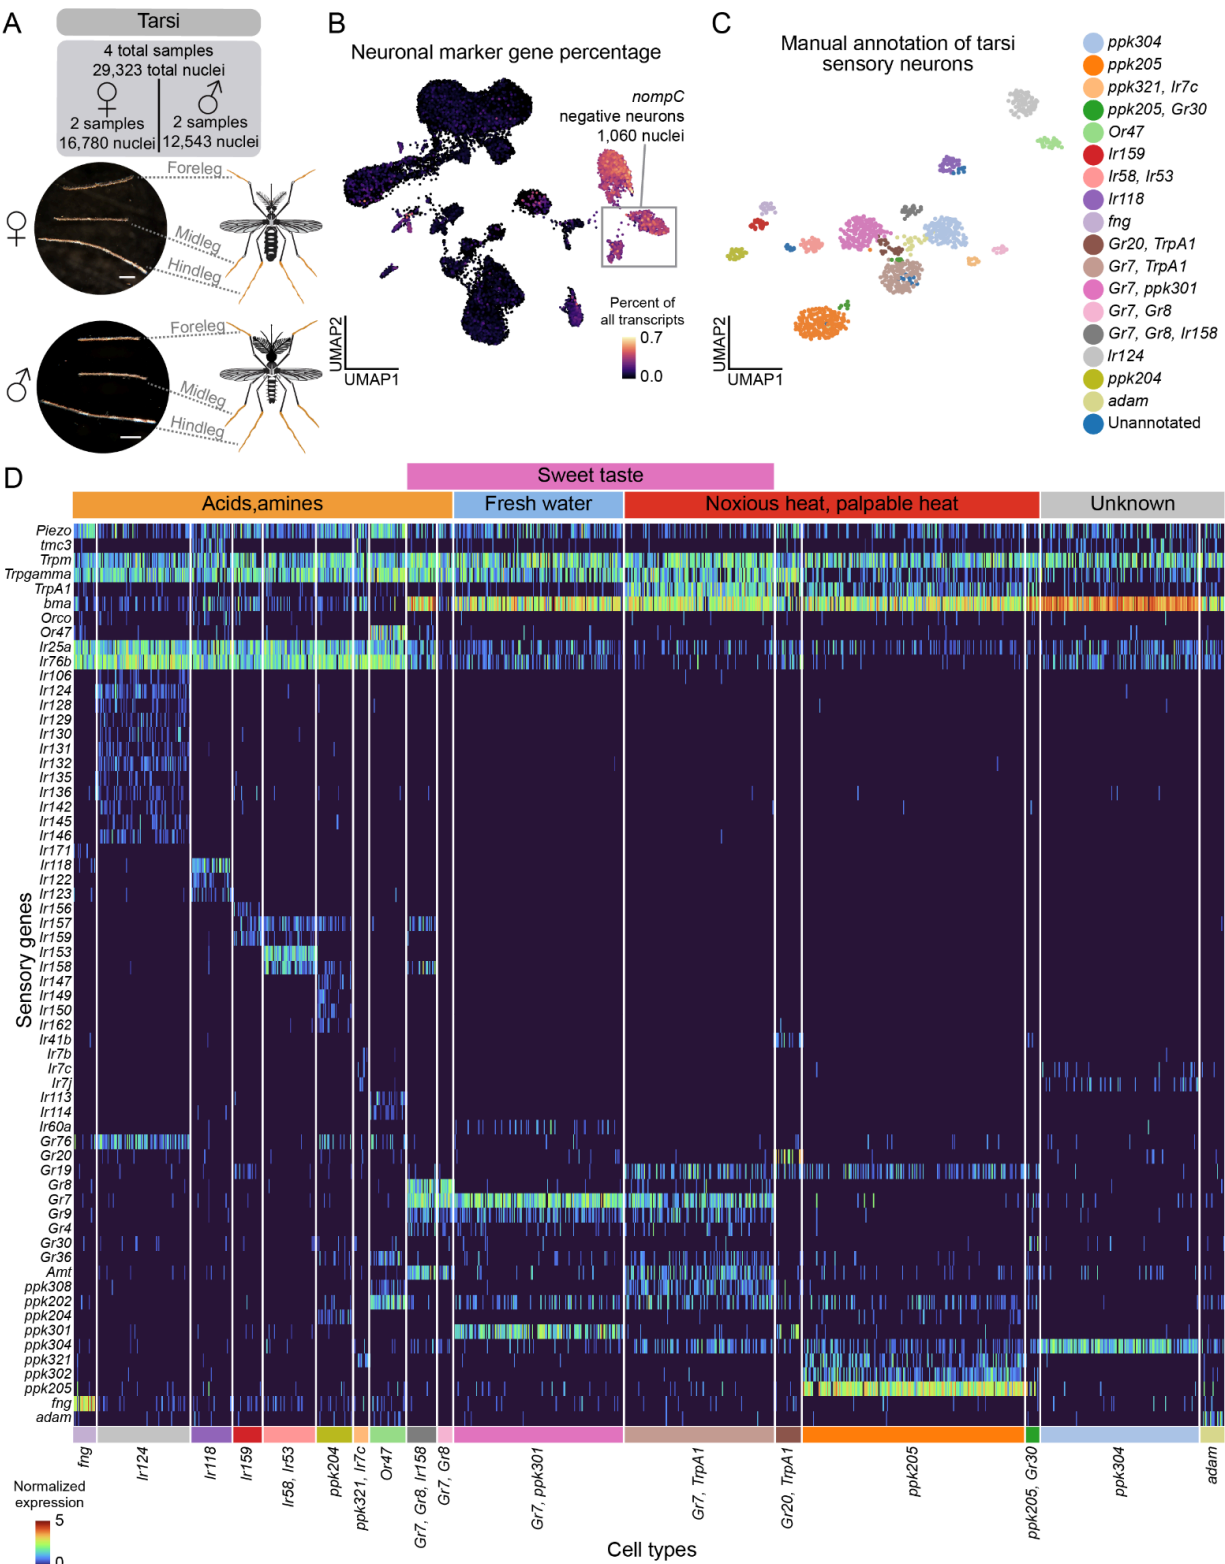 A
Tarsi
4 total samples
29,323 total nuclei
♀
♂
2 samples
2 samples
16,780 nuclei
12,543 nuclei
♀
Foreleg
Midleg
Hindleg
♂
Foreleg
Midleg
Hindleg
B
Neuronal marker gene percentage
nompC
negative neurons
1,060 nuclei
Percent of
all transcripts
0.7
0.0
UMAP2
UMAP1
C
Manual annotation of tarsi
sensory neurons
UMAP2
UMAP1
ppk304
ppk205
ppk321, Ir7c
ppk205, Gr30
Or47
Ir159
Ir58, Ir53
Ir118
fng
Gr20, TrpA1
Gr7, TrpA1
Gr7, ppk301
Gr7, Gr8
Gr7, Gr8, Ir158
Ir124
ppk204
adam
Unannotated
D
Sweet taste
Acids,amines
Fresh water
Noxious heat, palpable heat
Unknown
Sensory genes
Piezo
tmc3
Trpm
Trpgamma
TrpA1
bma
Orco
Or47
Ir25a
Ir76b
Ir106
Ir124
Ir128
Ir129
Ir130
Ir131
Ir132
Ir135
Ir136
Ir142
Ir145
Ir146
Ir171
Ir118
Ir122
Ir123
Ir156
Ir157
Ir159
Ir153
Ir158
Ir147
Ir149
Ir150
Ir162
Ir41b
Ir7b
Ir7c
Ir7j
Ir113
Ir114
Ir60a
Gr76
Gr20
Gr19
Gr8
Gr7
Gr9
Gr4
Gr30
Gr36
Amt
ppk308
ppk202
ppk204
ppk301
ppk304
ppk321
ppk302
ppk205
fng
adam
fng
Ir124
Ir118
Ir159
Ir58, Ir53
ppk204
ppk321, Ir7c
Or47
Gr7, Gr8, Ir158
Gr7, Gr8
Gr7, ppk301
Gr7, TrpA1
Gr20, TrpA1
ppk205
ppk205, Gr30
ppk304
adam
Cell types
Normalized
expression
5
0